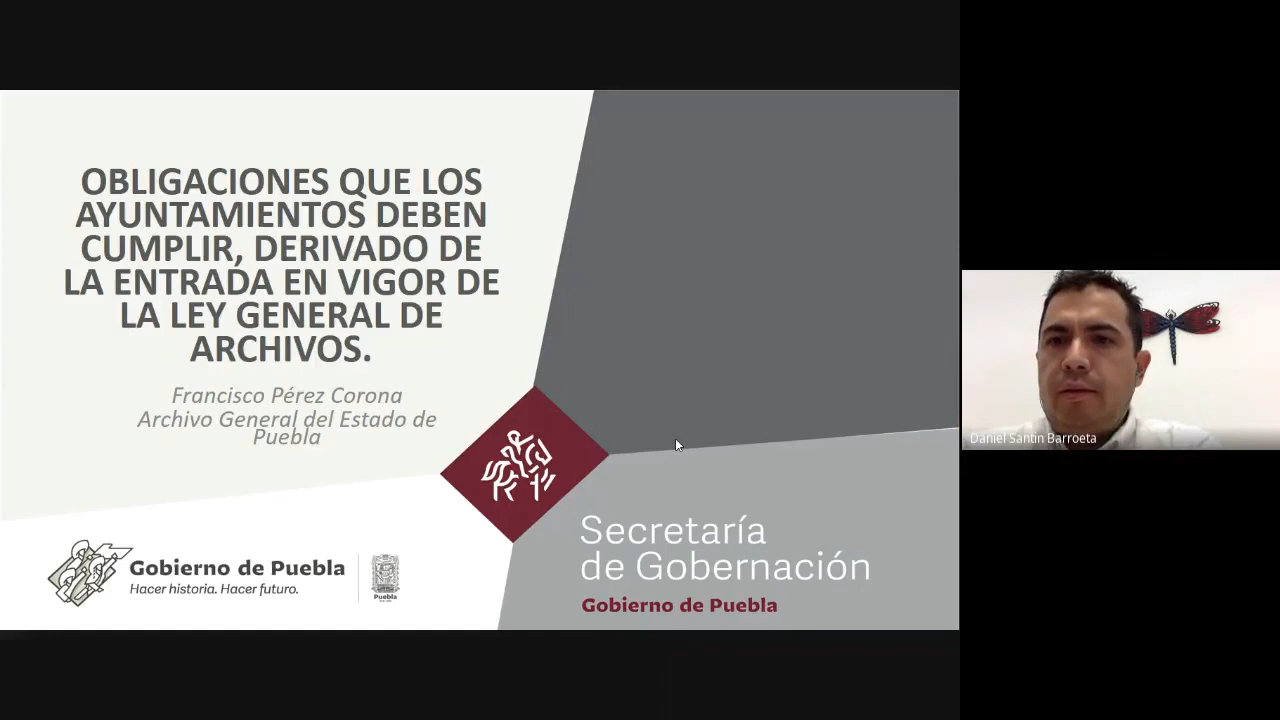 OBLIGACIONES QUE LOS
AYUNTAMIENTOS DEBEN
CUMPLIR, DERIVADO DE
LA ENTRADA EN VIGOR DE
LA LEY GENERAL DE
ARCHIVOS.
Francisco Pérez Corona
Archivo General del Estado de
Puebla
Gobierno de Puebla
Hacer historia. Hacer futuro.
Puebla
Secretaría
de Gobernación
Gobierno de Puebla
Daniel Santin Barroeta